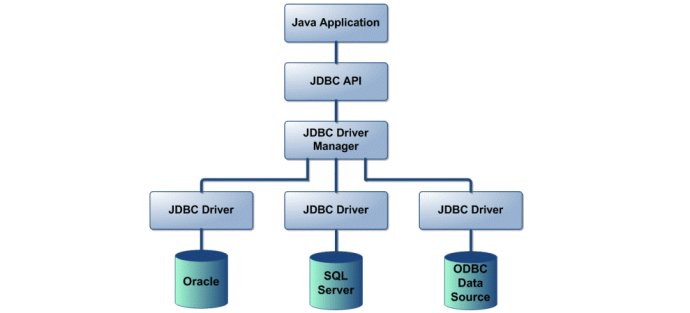 Java Application
JDBC API
JDBC Driver
Manager
JDBC Driver
JDBC Driver
JDBC Driver
Oracle
SQL
Server
ODBC
Data
Source